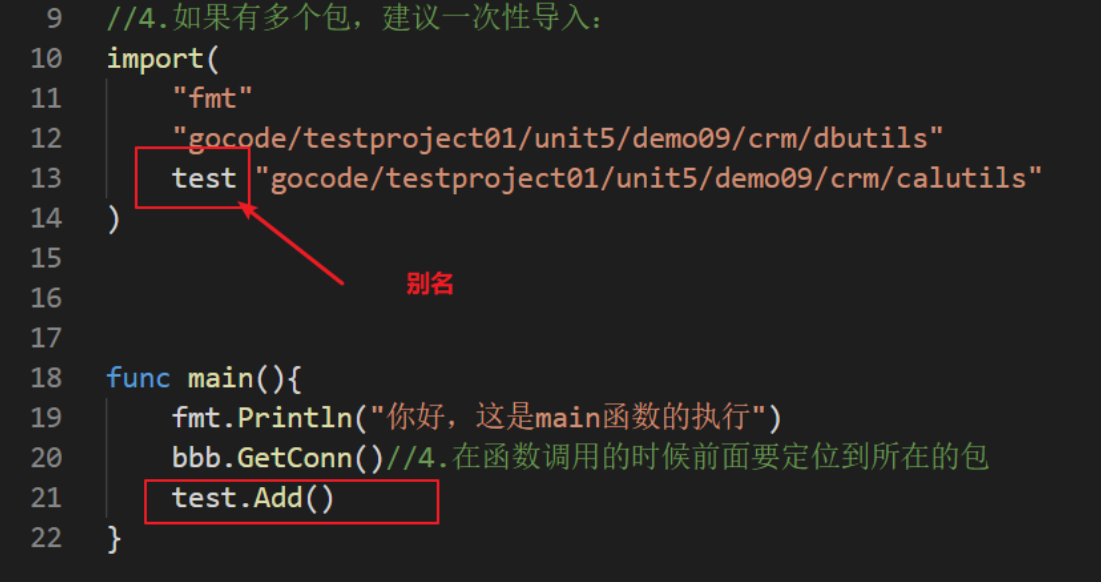 9 //4.如果有多个包，建议一次性导入：
10 import(
11 "fmt"
12 "gocode/testproject01/unit5/demo09/crm/dbutils"
13 test "gocode/testproject01/unit5/demo09/crm/calutils"
14 )
15
别名
16
17
18 func main(){
19 fmt.Println("你好，这是main函数的执行")
20 bbb.GetConn()//4.在函数调用的时候前面要定位到所在的包
21 test.Add()
22 }